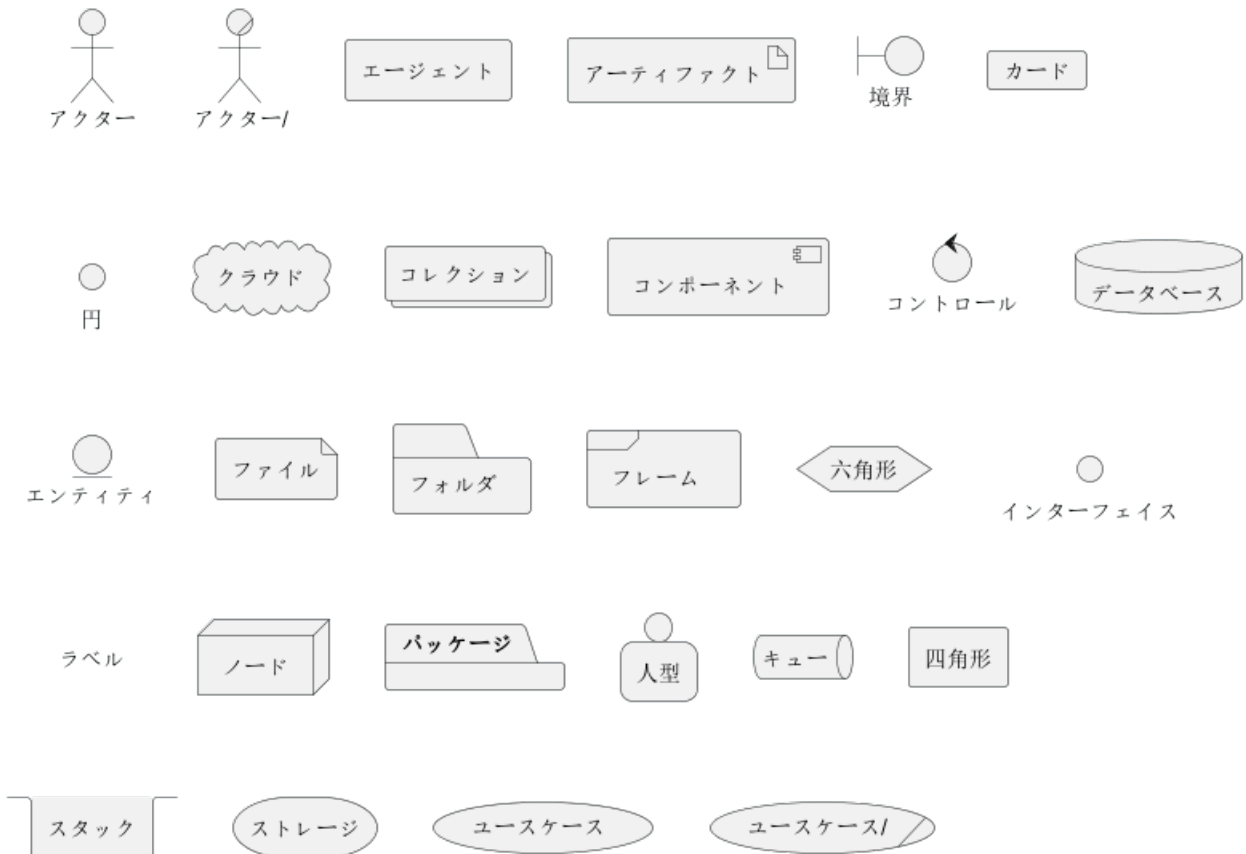 アクター
アクター/
エージェント
アーティファクト
境界
カード
円
クラウド
コレクション
コンポーネント
コントロール
データベース
エンティティ
ファイル
フォルダ
フレーム
六角形
インターフェイス
ラベル
ノード
パッケージ
人型
キュー
四角形
スタック
ストレージ
ユースケース
ユースケース/